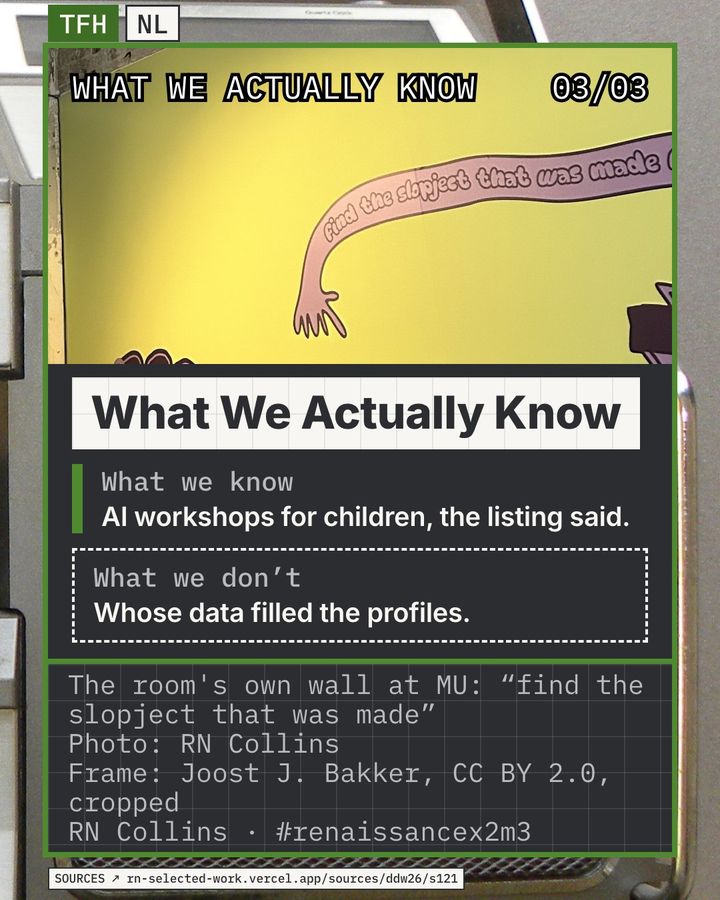 TFH NL
WHAT WE ACTUALLY KNOW 03/03
find the slopject that was made
What We Actually Know
What we know
AI workshops for children, the listing said.
What we don’t
Whose data filled the profiles.
The room's own wall at MU: “find the
slopject that was made”
Photo: RN Collins
Frame: Joost J. Bakker, CC BY 2.0,
cropped
RN Collins · #renaissancex2m3
SOURCES ↗ rn-selected-work.vercel.app/sources/ddw26/s121